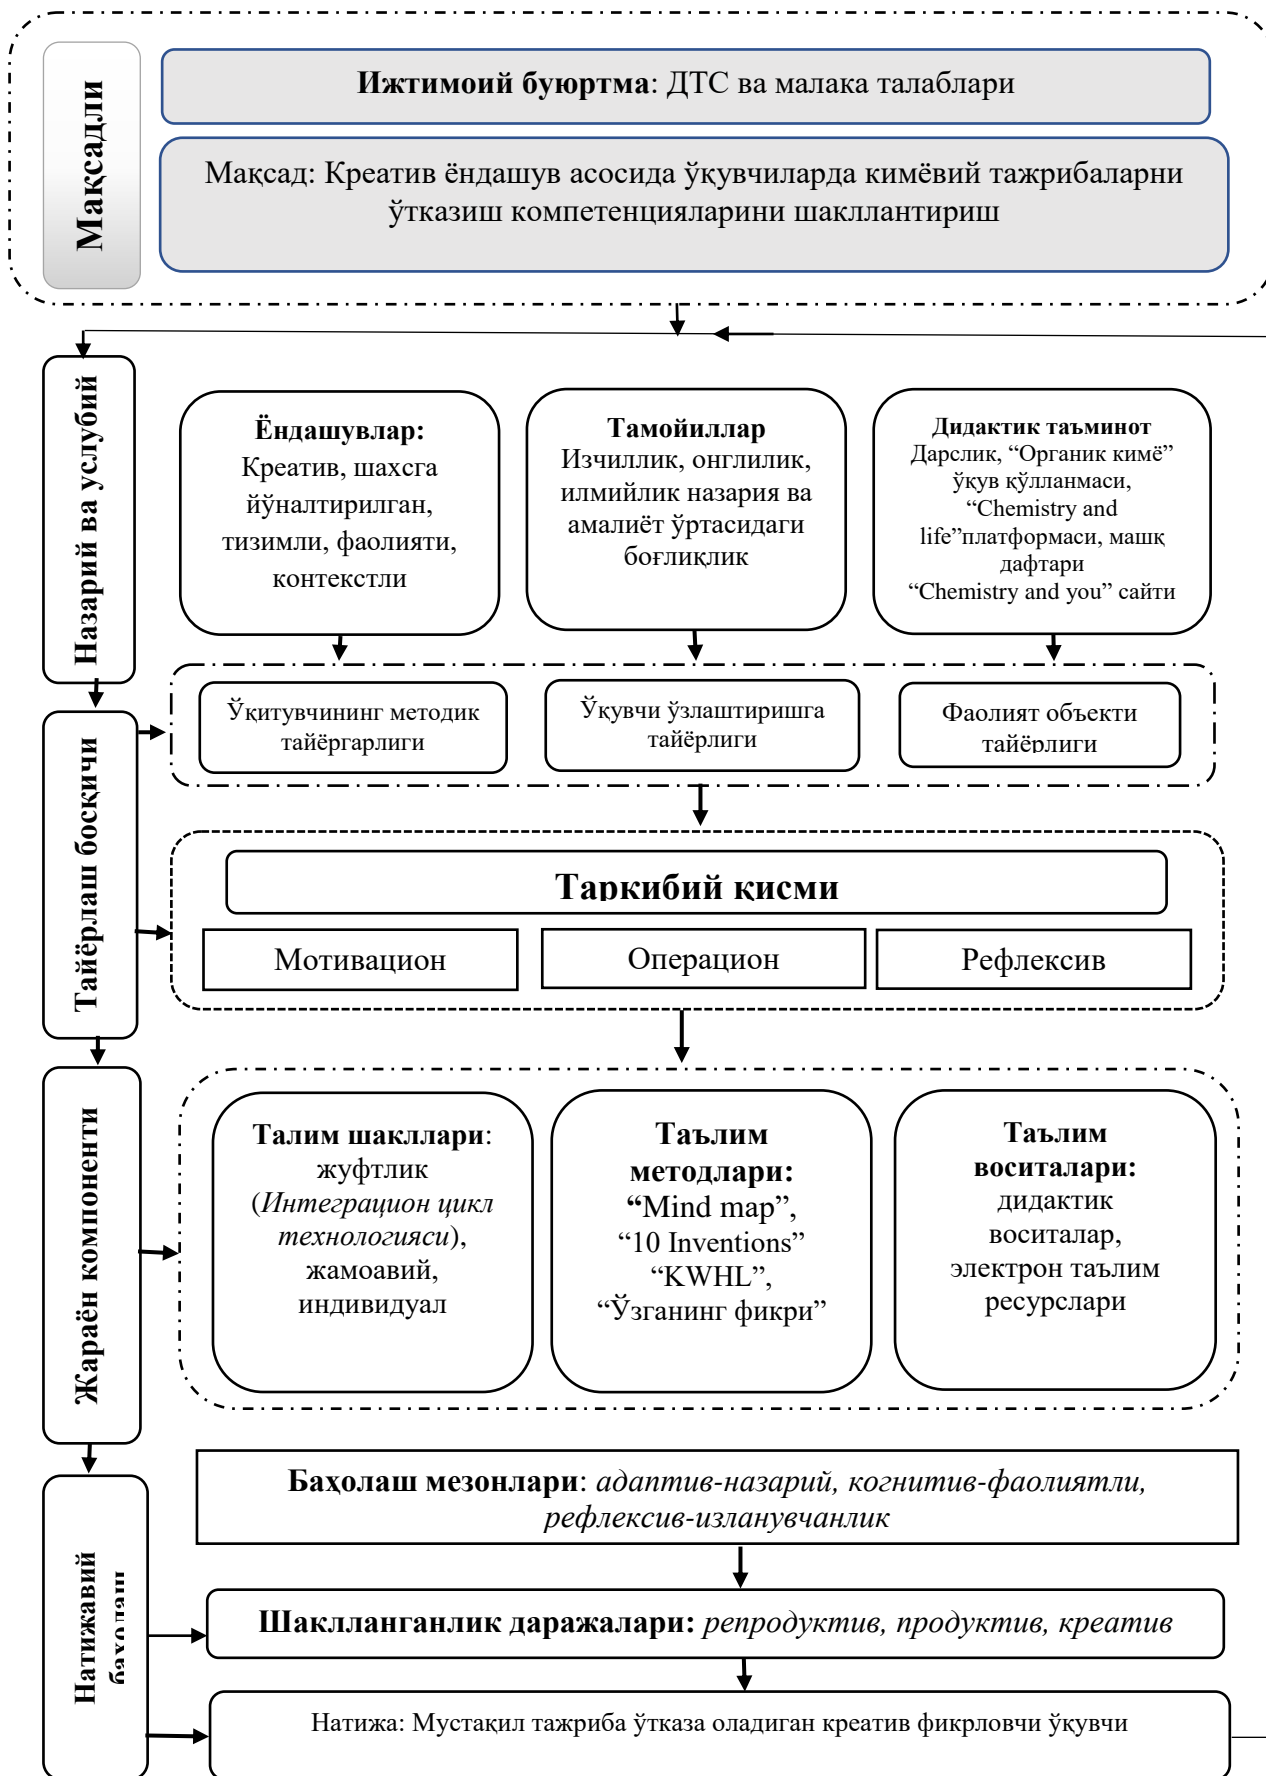 Мақсадли
Ижтимоий буюртма: ДТС ва малака талаблари
Мақсад: Креатив ёндашув асосида ўқувчиларда кимёвий тажрибаларни
ўтказиш компетенцияларини шакллантириш
Назарий ва услубий
Ёндашувлар:
Креатив, шахсга
йўналтирилган,
тизимли, фаолияти,
контекстли
Тамойиллар
Изчиллик, онглилик,
илмийлик назария ва
амалиёт ўртасидаги
боғлиқлик
Дидактик таъминот
Дарслик, “Органик кимё”
ўқув қўлланмаси,
“Chemistry and
life”платформаси, машқ
дафтари
“Chemistry and you” сайти
Тайёрлаш босқичи
Ўқитувчининг методик
тайёргарлиги
Ўқувчи ўзлаштиришга
тайёрлиги
Фаолият объекти
тайёрлиги
Таркибий қисми
Мотивацион
Операцион
Рефлексив
Жараён компоненти
Талим шакллари:
жуфтлик
(Интеграцион цикл
технологияси),
жамоавий,
индивидуал
Таълим
методлари:
“Mind map”,
“10 Inventions”
“KWHL”,
“Ўзганинг фикри”
Таълим
воситалари:
дидактик
воситалар,
электрон таълим
ресурслари
Натижавий
баҳолаш
Баҳолаш мезонлари: адаптив-назарий, когнитив-фаолиятли,
рефлексив-изланувчанлик
Шаклланганлик даражалари: репродуктив, продуктив, креатив
Натижа: Мустақил тажриба ўтказа оладиган креатив фикрловчи ўқувчи